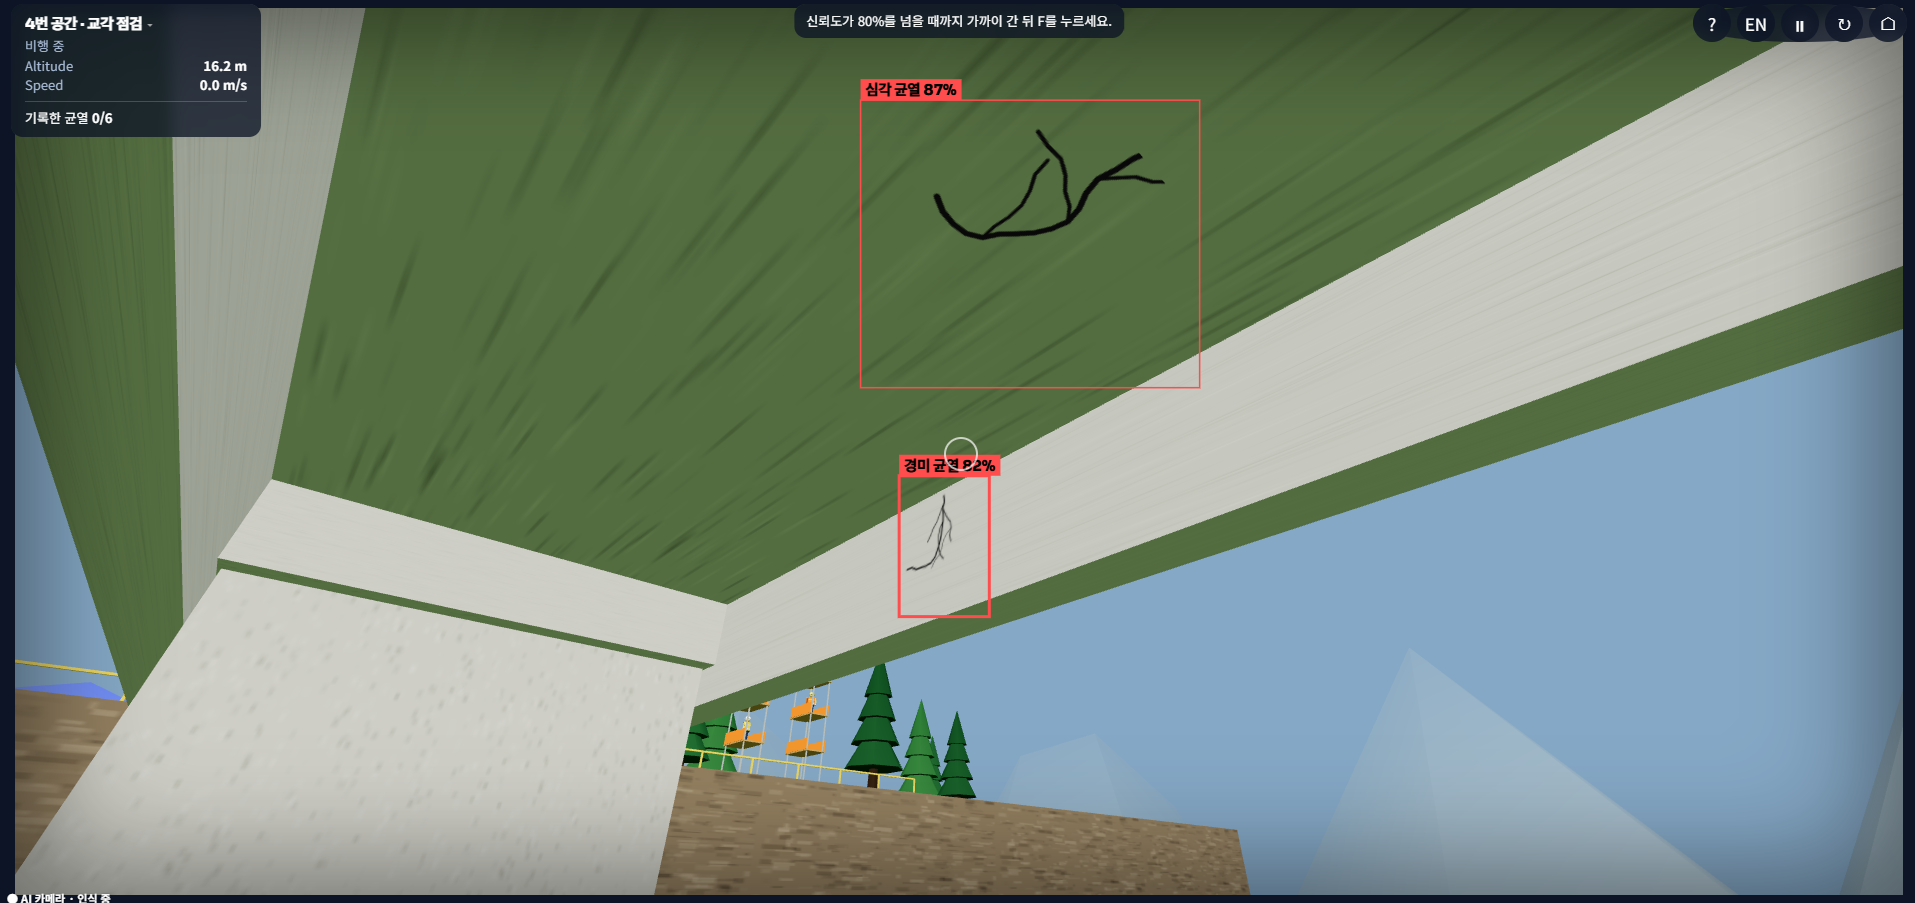 4번 공간 · 교각 점검
비행 중
Altitude 16.2 m
Speed 0.0 m/s
기록한 균열 0/6
신뢰도가 80%를 넘을 때까지 가까이 간 뒤 F를 누르세요.
? EN
심각 균열 87%
경미 균열 82%
AI 카메라 · 인식 중